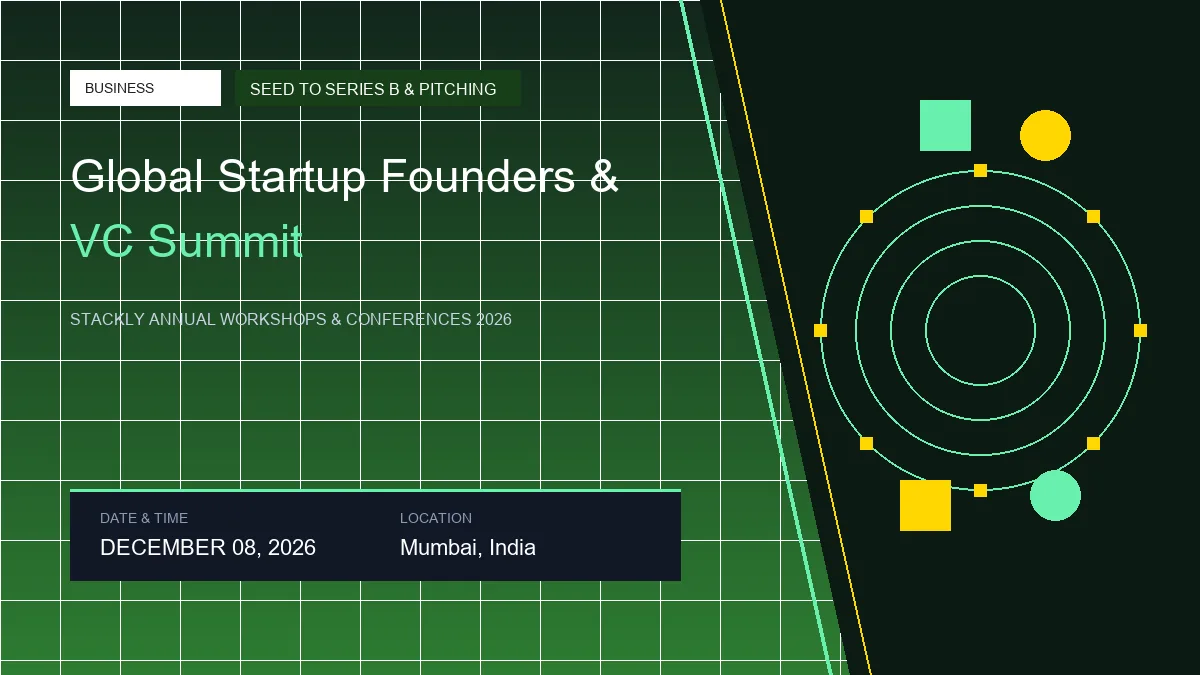 BUSINESS
SEED TO SERIES B & PITCHING
Global Startup Founders &
VC Summit
STACKLY ANNUAL WORKSHOPS & CONFERENCES 2026
DATE & TIME
DECEMBER 08, 2026
LOCATION
Mumbai, India